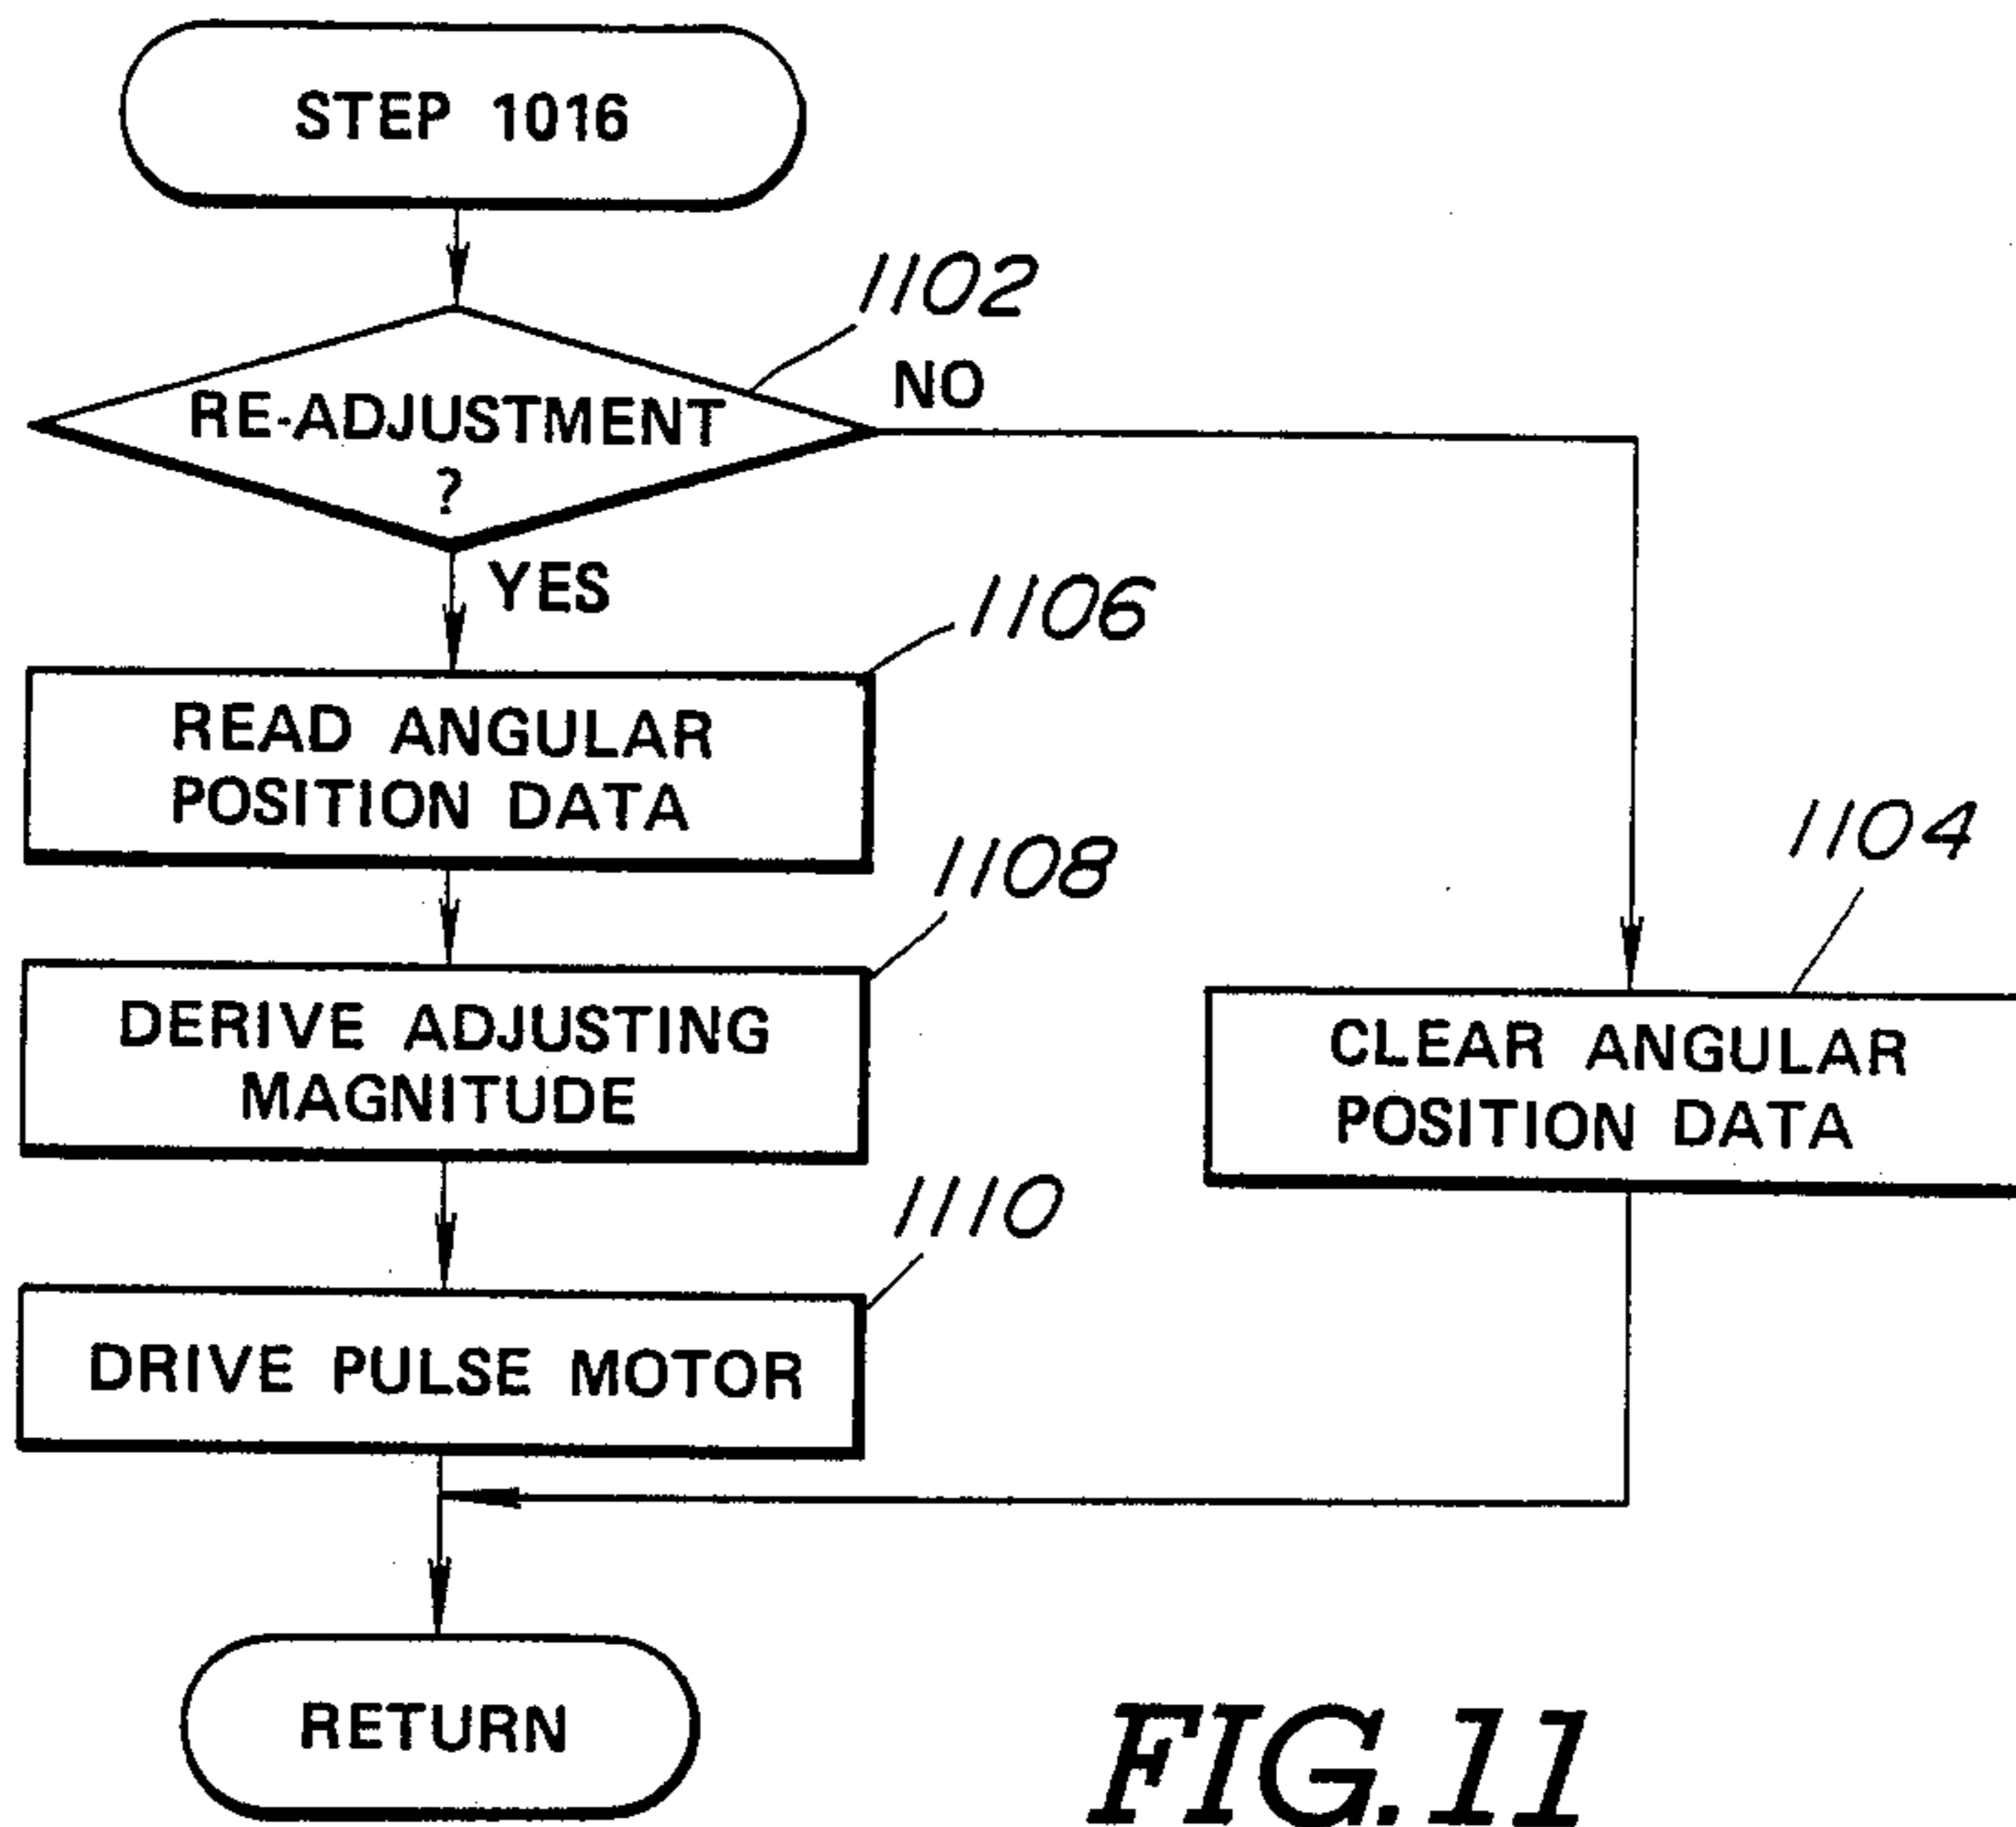 STEP 1016
1102
RE-ADJUSTMENT
?
NO
YES
1106
READ ANGULAR
POSITION DATA
1108
DERIVE ADJUSTING
MAGNITUDE
1104
CLEAR ANGULAR
POSITION DATA
1110
DRIVE PULSE MOTOR
RETURN
FIG.11